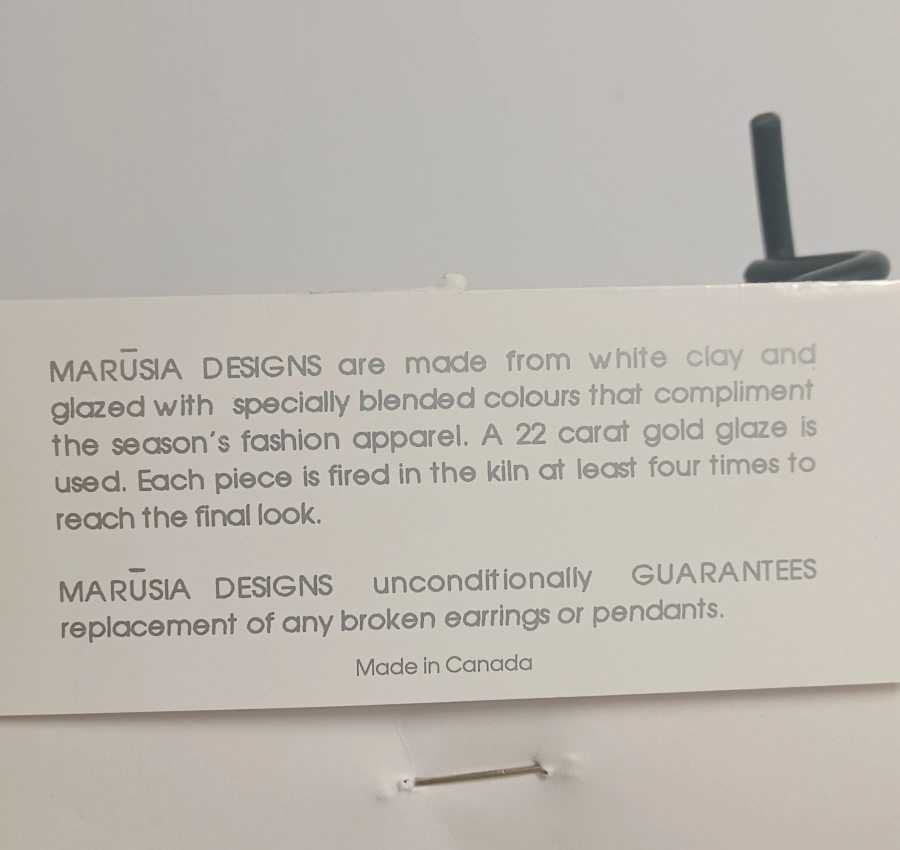 MARŪSIA DESIGNS are made from white clay and
glazed with specially blended colours that compliment
the season's fashion apparel. A 22 carat gold glaze is
used. Each piece is fired in the kiln at least four times to
reach the final look.
MARŪSIA DESIGNS unconditionally GUARANTEES
replacement of any broken earrings or pendants.
Made in Canada